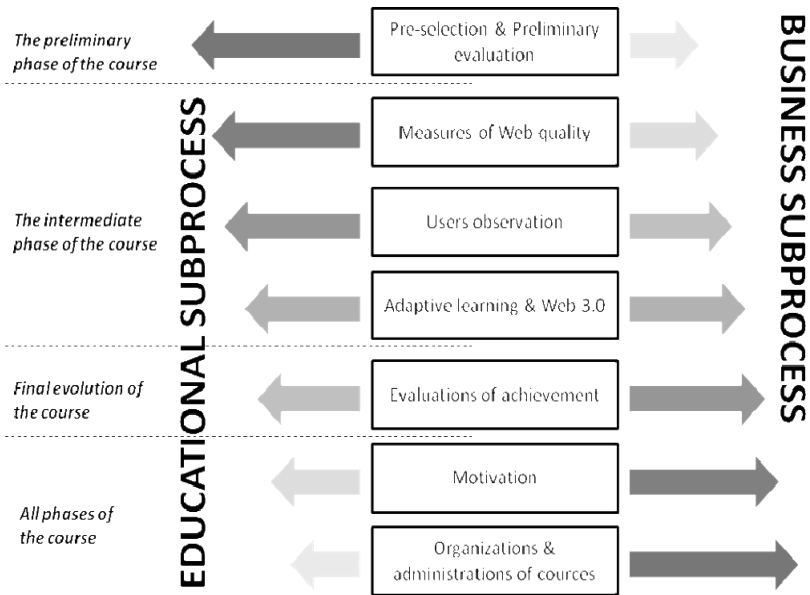 The preliminary
phase of the course
Pre-selection & Preliminary
evaluation
Measures of Web quality
The intermediate
phase of the course
Users observation
Adaptive learning & Web 3.0
Final evolution of
the course
Evaluations of achievement
Motivation
All phases of
the course
Organizations &
administrations of cources
EDUCATIONAL SUBPROCESS
BUSINESS SUBPROCESS